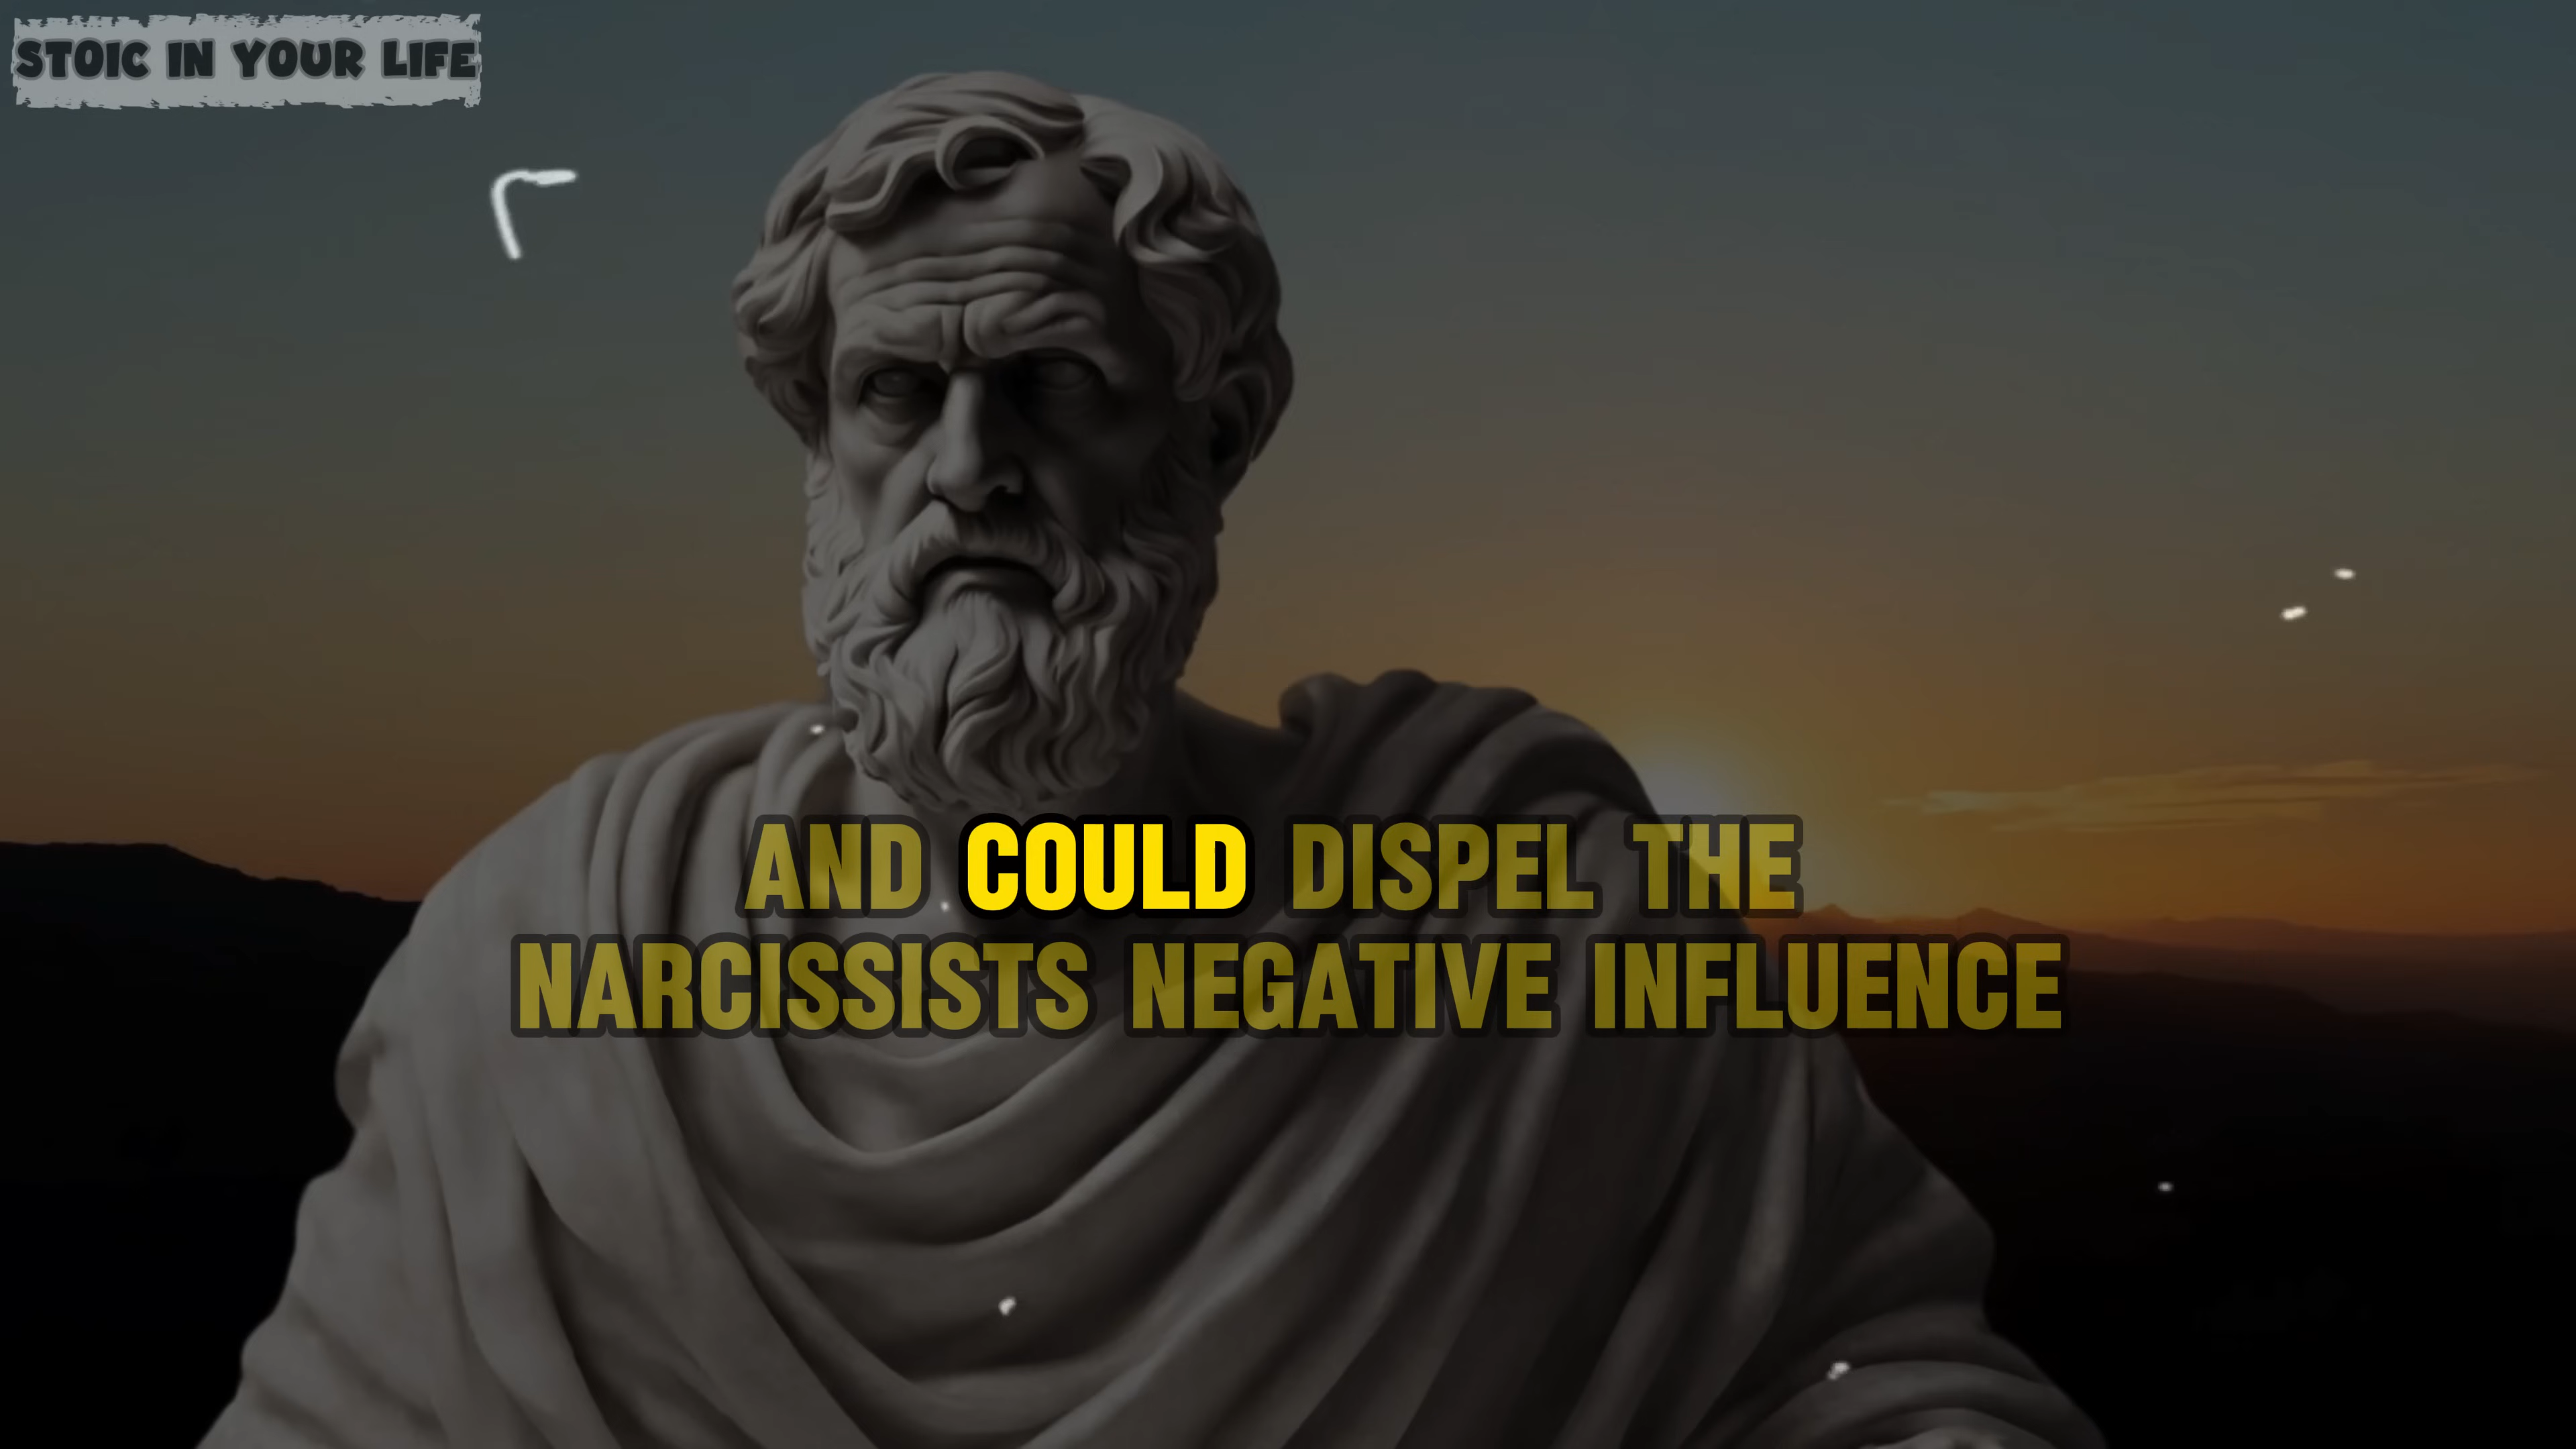 STOIC IN YOUR LIFE
AND COULD DISPEL THE
NARCISSISTS NEGATIVE INFLUENCE